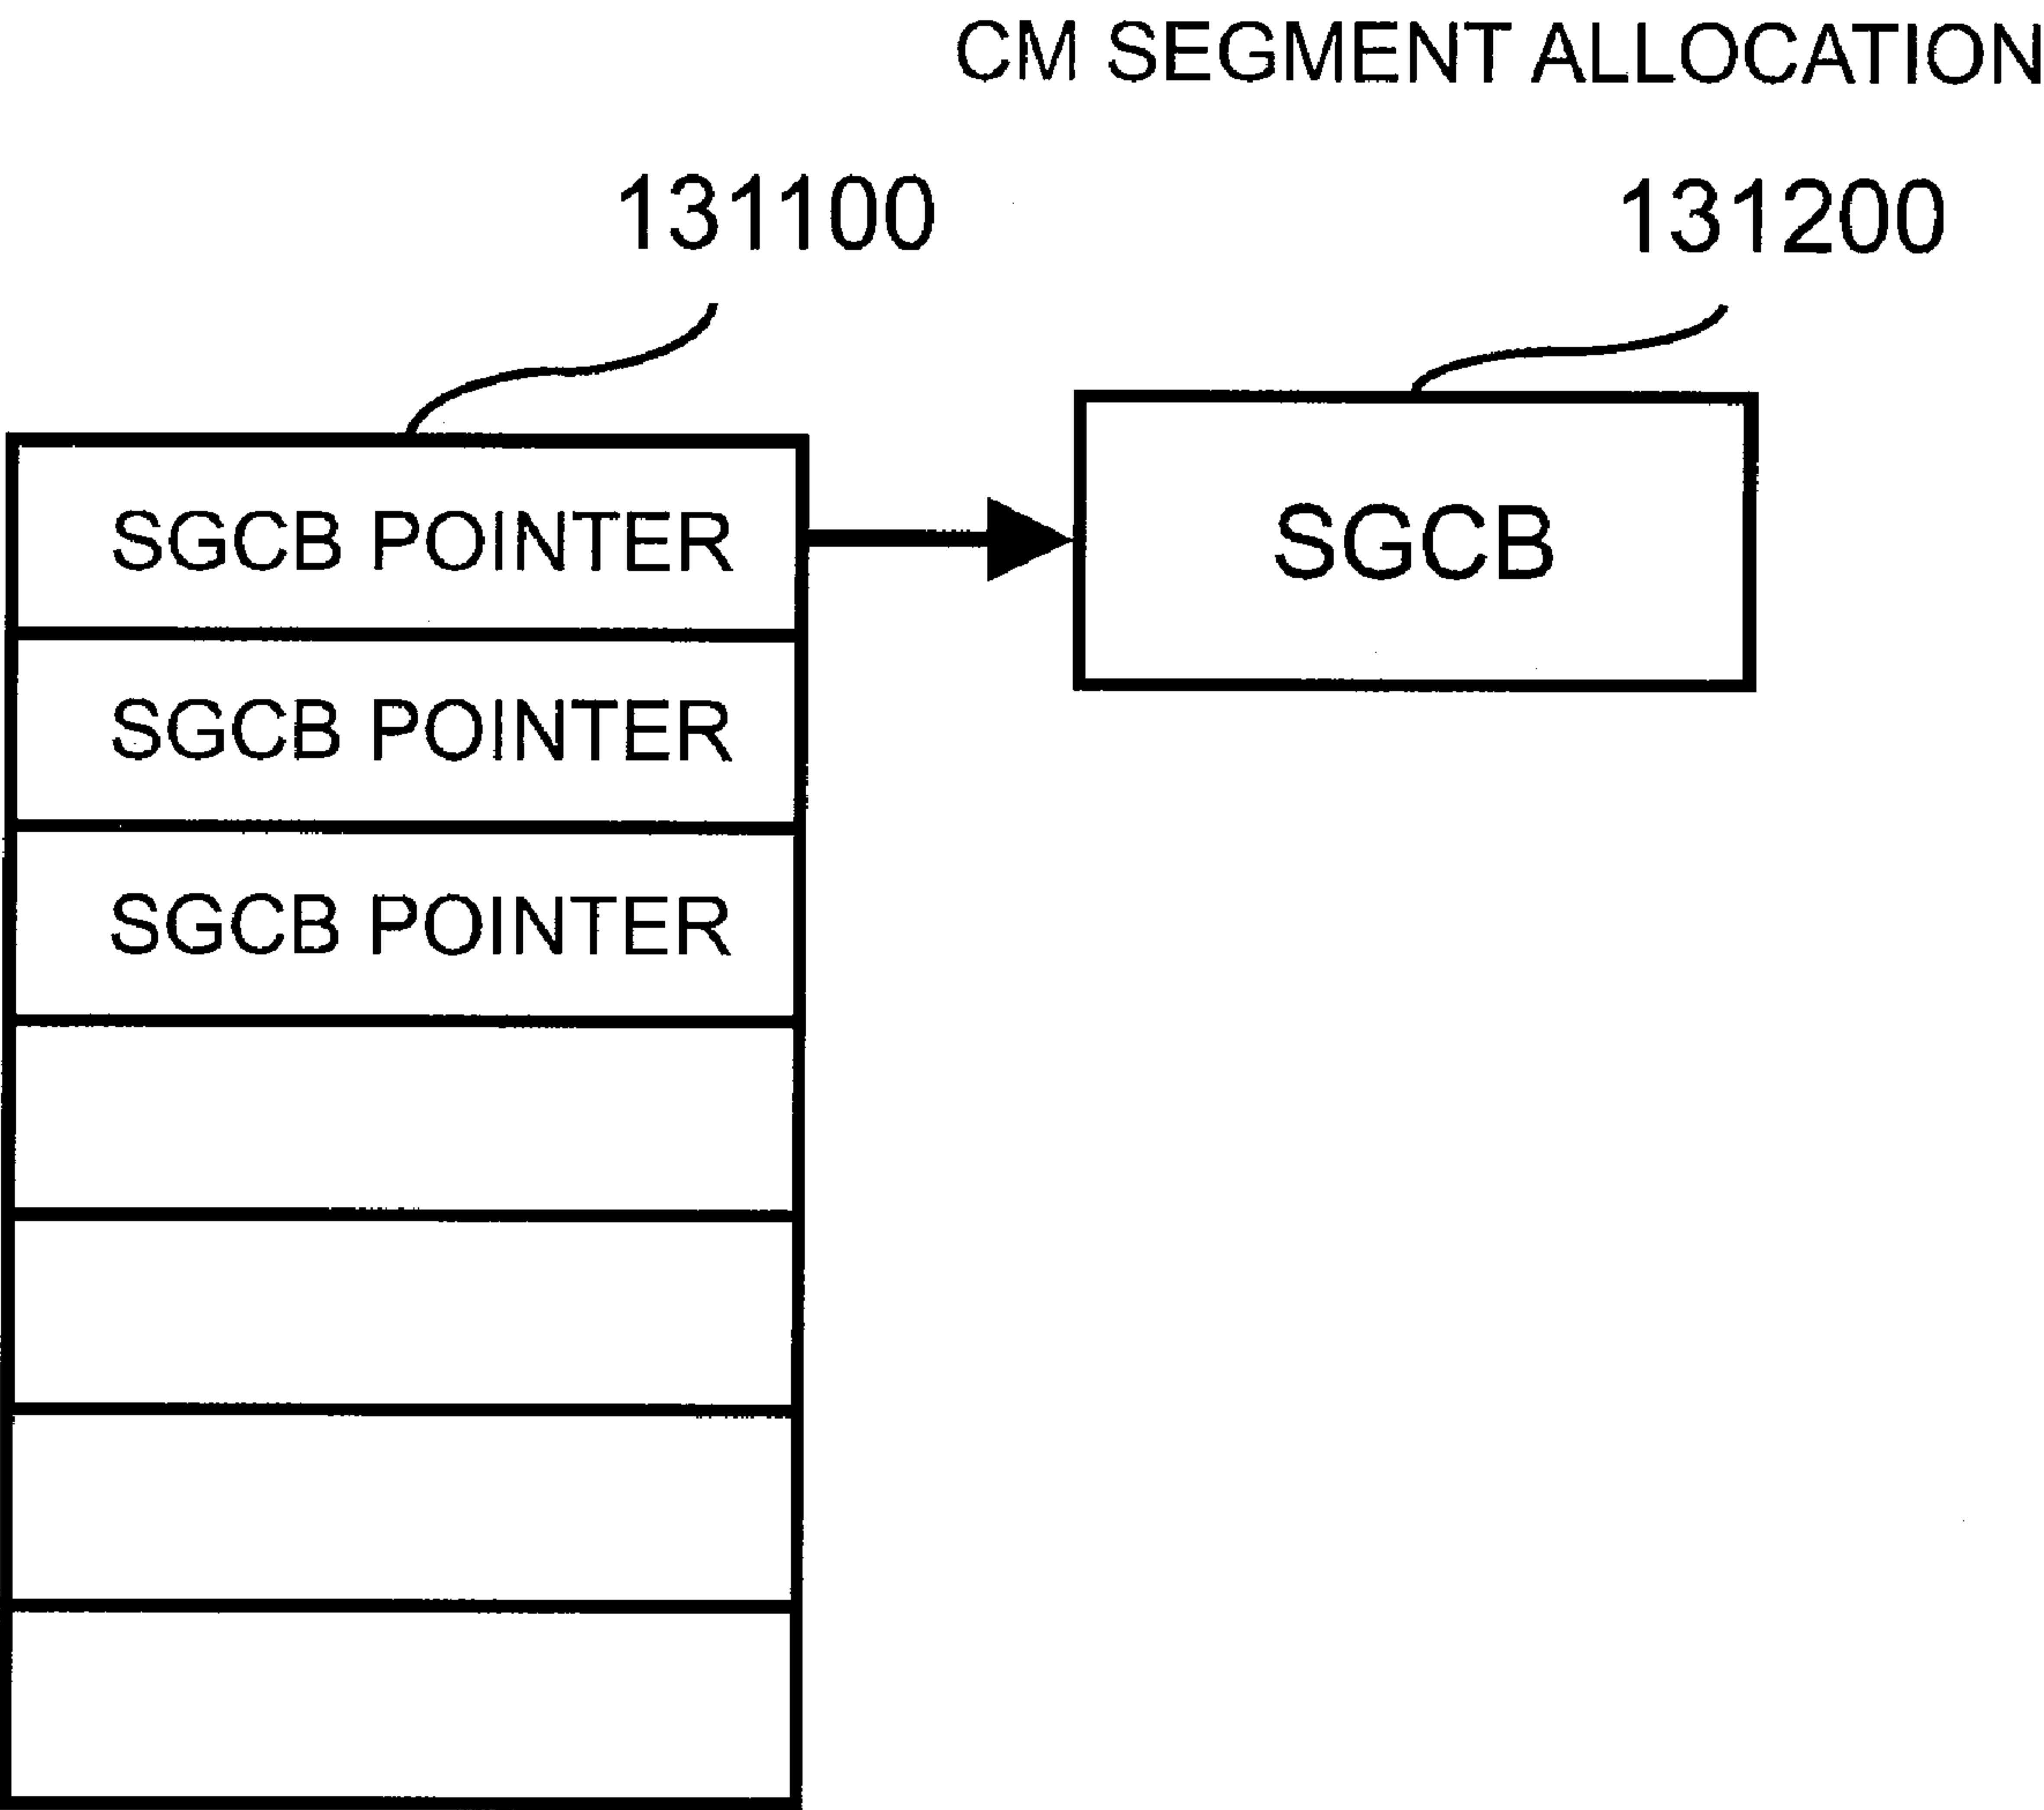 CM SEGMENT ALLOCATION
131100
131200
SGCB POINTER
SGCB
SGCB POINTER
SGCB POINTER